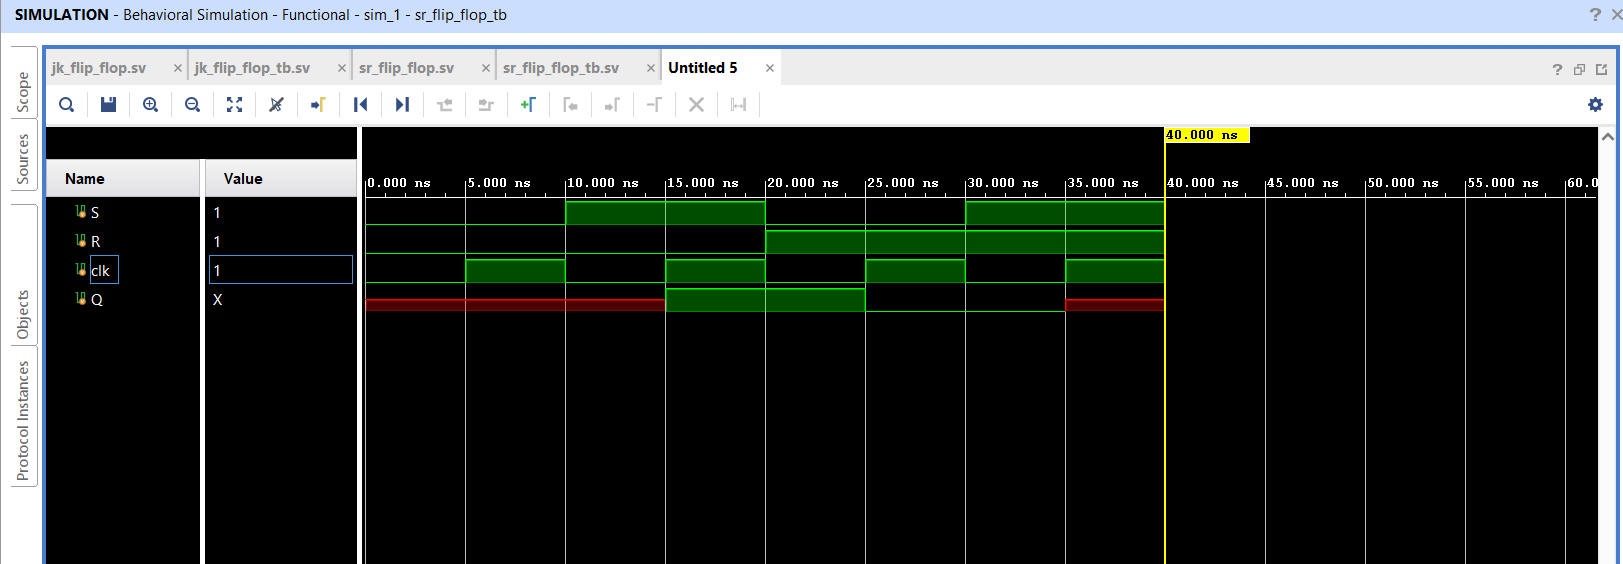 SIMULATION - Behavioral Simulation - Functional - sim_1 - sr_flip_flop_tb ? ×
Scope
Sources
Objects
Protocol Instances
jk_flip_flop.sv × jk_flip_flop_tb.sv × sr_flip_flop.sv × sr_flip_flop_tb.sv × Untitled 5 × ?
40.000 ns
Name Value 0.000 ns 5.000 ns 10.000 ns 15.000 ns 20.000 ns 25.000 ns 30.000 ns 35.000 ns 40.000 ns 45.000 ns 50.000 ns 55.000 ns 60.0
S 1
R 1
clk 1
Q X